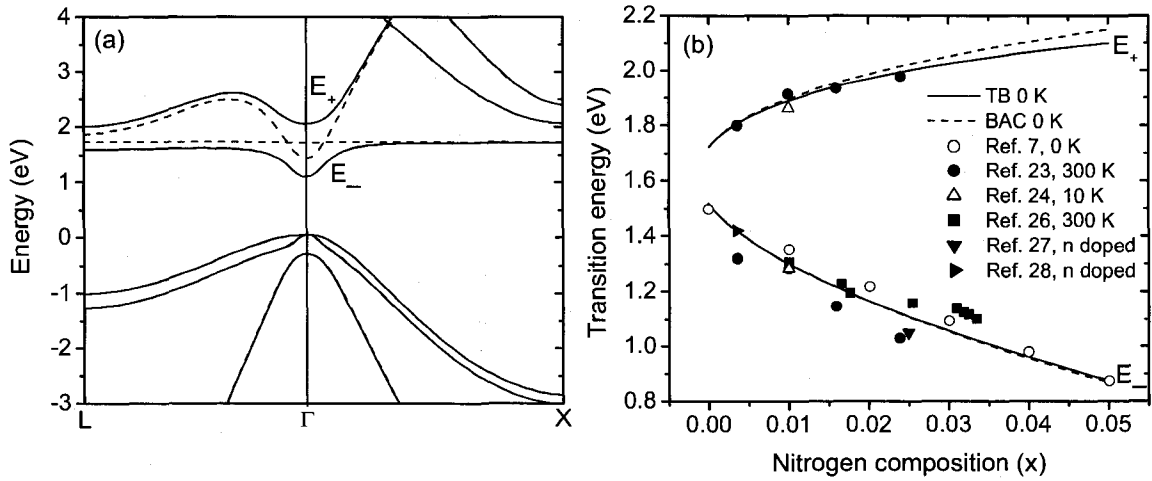 (a)
Energy (eV)
4
3
2
1
0
-1
-2
-3
L
Γ
X
E+
E_
(b)
Transition energy (eV)
2.2
2.0
1.8
1.6
1.4
1.2
1.0
0.8
0.00
0.01
0.02
0.03
0.04
0.05
Nitrogen composition (x)
E+
TB 0 K
BAC 0 K
Ref. 7, 0 K
Ref. 23, 300 K
Ref. 24, 10 K
Ref. 26, 300 K
Ref. 27, n doped
Ref. 28, n doped
E_